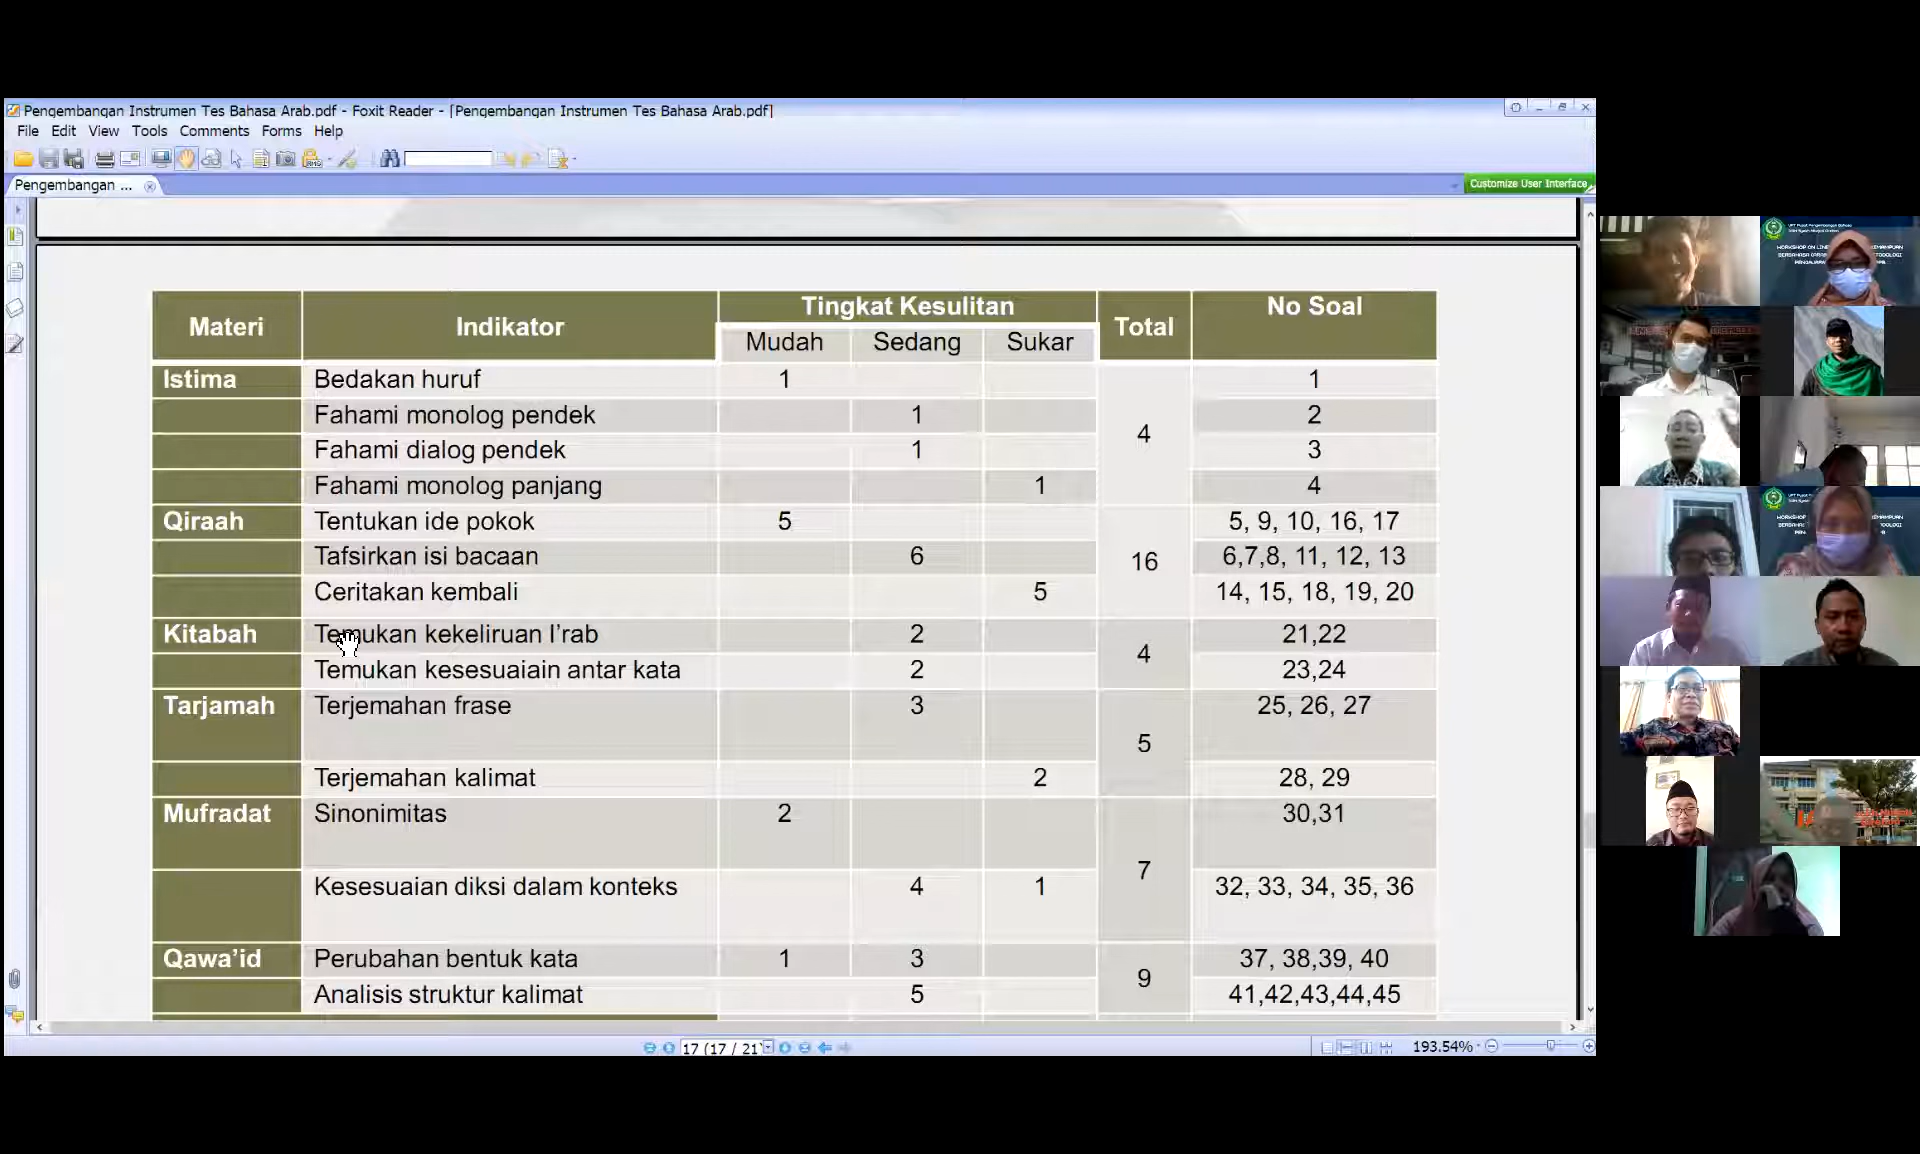 Pengembangan Instrumen Tes Bahasa Arab.pdf - Foxit Reader - [Pengembangan Instrumen Tes Bahasa Arab.pdf]
File Edit View Tools Comments Forms Help
Pengembangan ...
Customize User Interface
Materi Indikator Tingkat Kesulitan Total No Soal
Mudah Sedang Sukar
Istima Bedakan huruf 1 4 1
Fahami monolog pendek 1 2
Fahami dialog pendek 1 3
Fahami monolog panjang 1 4
Qiraah Tentukan ide pokok 5 16 5, 9, 10, 16, 17
Tafsirkan isi bacaan 6 6,7,8, 11, 12, 13
Ceritakan kembali 5 14, 15, 18, 19, 20
Kitabah Temukan kekeliruan I’rab 2 4 21,22
Temukan kesesuaiain antar kata 2 23,24
Tarjamah Terjemahan frase 3 5 25, 26, 27
Terjemahan kalimat 2 28, 29
Mufradat Sinonimitas 2 7 30,31
Kesesuaian diksi dalam konteks 4 1 32, 33, 34, 35, 36
Qawa’id Perubahan bentuk kata 1 3 9 37, 38,39, 40
Analisis struktur kalimat 5 41,42,43,44,45
17 (17 / 21)
193.54%